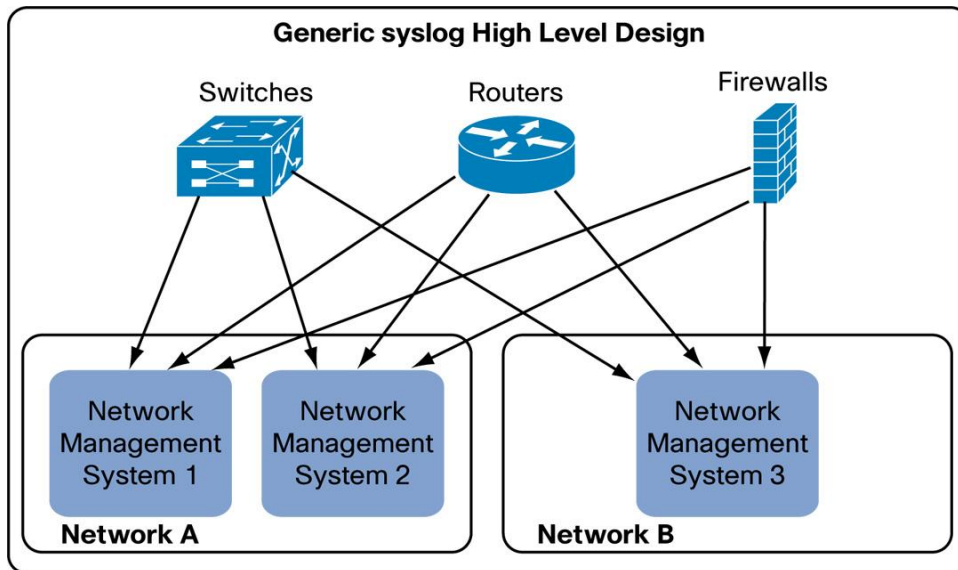 Generic syslog High Level Design
Switches
Routers
Firewalls
Network
Management
System 1
Network
Management
System 2
Network
Management
System 3
Network A
Network B